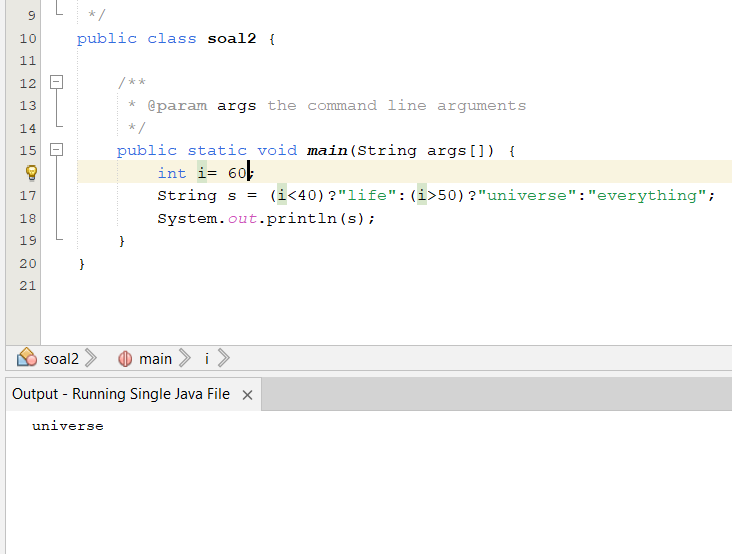 9 */
10 public class soal2 {
11
12 /**
13 * @param args the command line arguments
14 */
15 public static void main(String args[]) {
int i= 60;
17 String s = (i<40)?"life":(i>50)?"universe":"everything";
18 System.out.println(s);
19 }
20 }
21
soal2 main i
Output - Running Single Java File ×
universe